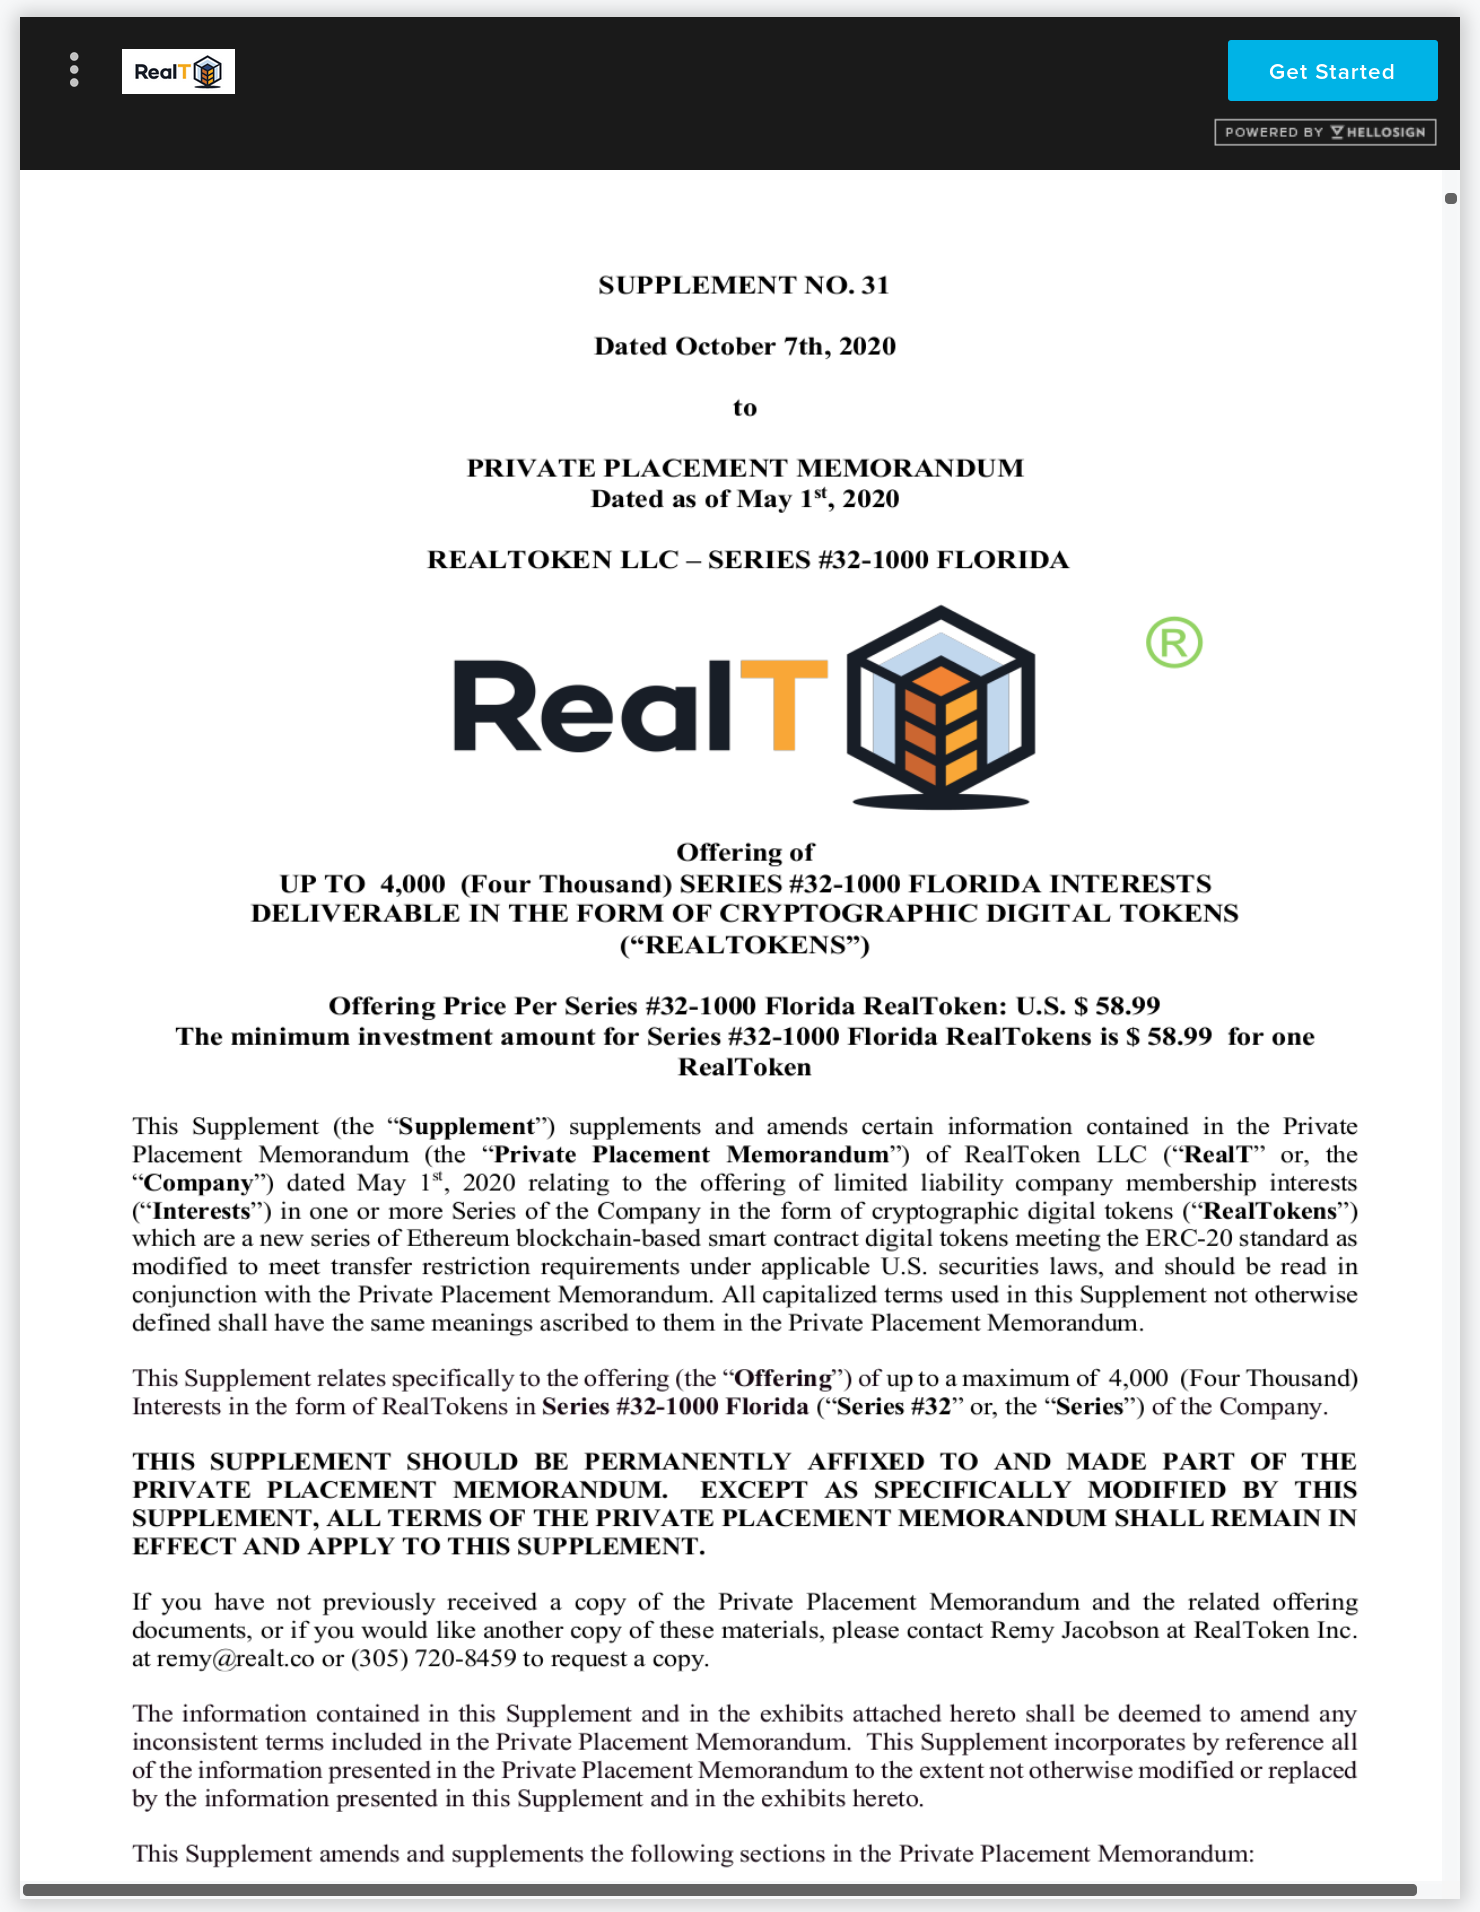 RealT
Get Started
POWERED BY HELLOSIGN
SUPPLEMENT NO. 31
Dated October 7th, 2020
to
PRIVATE PLACEMENT MEMORANDUM
Dated as of May 1st, 2020
REALTOKEN LLC – SERIES #32-1000 FLORIDA
RealT
®
Offering of
UP TO 4,000 (Four Thousand) SERIES #32-1000 FLORIDA INTERESTS
DELIVERABLE IN THE FORM OF CRYPTOGRAPHIC DIGITAL TOKENS
(“REALTOKENS”)
Offering Price Per Series #32-1000 Florida RealToken: U.S. $ 58.99
The minimum investment amount for Series #32-1000 Florida RealTokens is $ 58.99 for one
RealToken
This Supplement (the “Supplement”) supplements and amends certain information contained in the Private
Placement Memorandum (the “Private Placement Memorandum”) of RealToken LLC (“RealT” or, the
“Company”) dated May 1st, 2020 relating to the offering of limited liability company membership interests
(“Interests”) in one or more Series of the Company in the form of cryptographic digital tokens (“RealTokens”)
which are a new series of Ethereum blockchain-based smart contract digital tokens meeting the ERC-20 standard as
modified to meet transfer restriction requirements under applicable U.S. securities laws, and should be read in
conjunction with the Private Placement Memorandum. All capitalized terms used in this Supplement not otherwise
defined shall have the same meanings ascribed to them in the Private Placement Memorandum.
This Supplement relates specifically to the offering (the “Offering”) of up to a maximum of 4,000 (Four Thousand)
Interests in the form of RealTokens in Series #32-1000 Florida (“Series #32” or, the “Series”) of the Company.
THIS SUPPLEMENT SHOULD BE PERMANENTLY AFFIXED TO AND MADE PART OF THE
PRIVATE PLACEMENT MEMORANDUM. EXCEPT AS SPECIFICALLY MODIFIED BY THIS
SUPPLEMENT, ALL TERMS OF THE PRIVATE PLACEMENT MEMORANDUM SHALL REMAIN IN
EFFECT AND APPLY TO THIS SUPPLEMENT.
If you have not previously received a copy of the Private Placement Memorandum and the related offering
documents, or if you would like another copy of these materials, please contact Remy Jacobson at RealToken Inc.
at remy@realt.co or (305) 720-8459 to request a copy.
The information contained in this Supplement and in the exhibits attached hereto shall be deemed to amend any
inconsistent terms included in the Private Placement Memorandum. This Supplement incorporates by reference all
of the information presented in the Private Placement Memorandum to the extent not otherwise modified or replaced
by the information presented in this Supplement and in the exhibits hereto.
This Supplement amends and supplements the following sections in the Private Placement Memorandum: